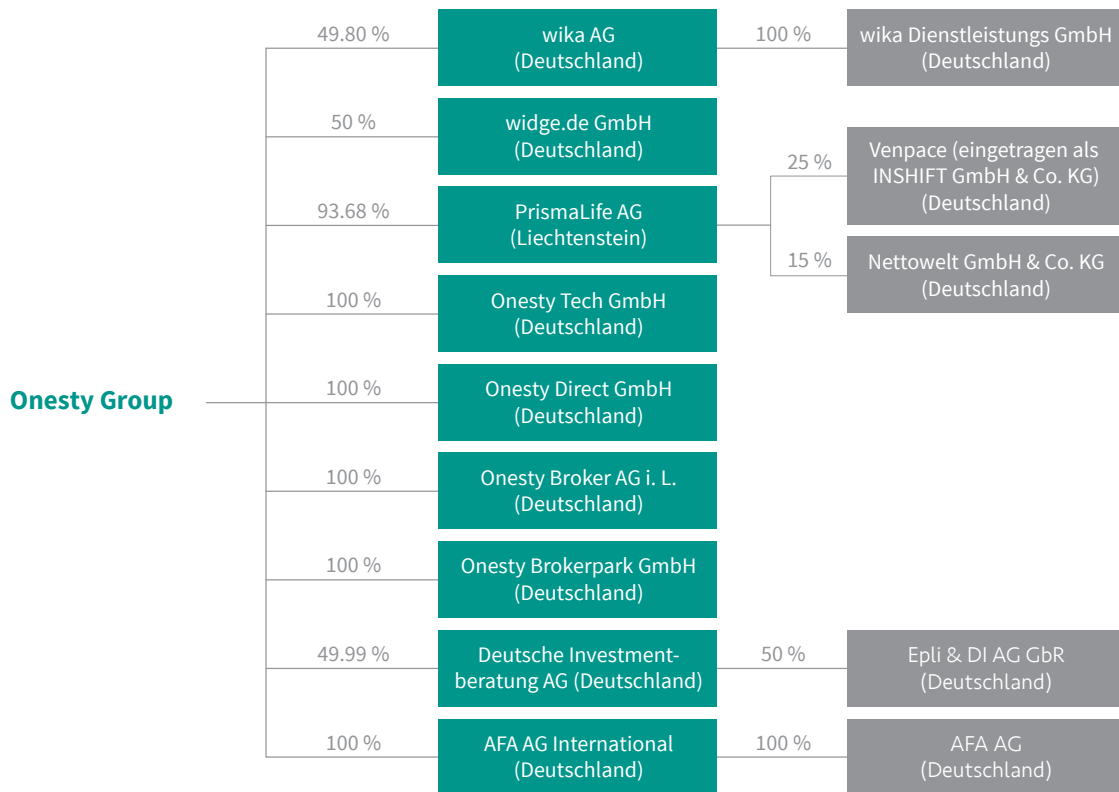 49.80 %
wika AG
(Deutschland)
100 %
wika Dienstleistungs GmbH
(Deutschland)
50 %
widge.de GmbH
(Deutschland)
93.68 %
PrismaLife AG
(Liechtenstein)
25 %
Venpace (eingetragen als
INSHIFT GmbH & Co. KG)
(Deutschland)
15 %
Nettowelt GmbH & Co. KG
(Deutschland)
100 %
Onesty Tech GmbH
(Deutschland)
Onesty Group
100 %
Onesty Direct GmbH
(Deutschland)
100 %
Onesty Broker AG i. L.
(Deutschland)
100 %
Onesty Brokerpark GmbH
(Deutschland)
49.99 %
Deutsche Investment-
beratung AG (Deutschland)
50 %
Epli & DI AG GbR
(Deutschland)
100 %
AFA AG International
(Deutschland)
100 %
AFA AG
(Deutschland)